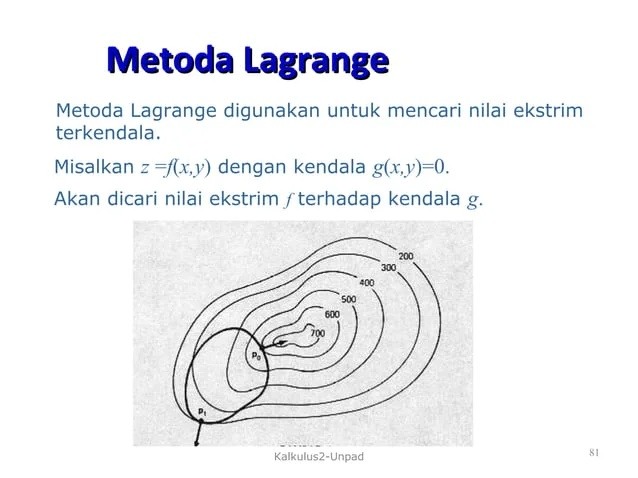 Metoda Lagrange
Metoda Lagrange digunakan untuk mencari nilai ekstrim
terkendala.
Misalkan z =f(x,y) dengan kendala g(x,y)=0.
Akan dicari nilai ekstrim f terhadap kendala g.
200
300
400
500
600
700
P₀
P₁
Kalkulus2-Unpad
81